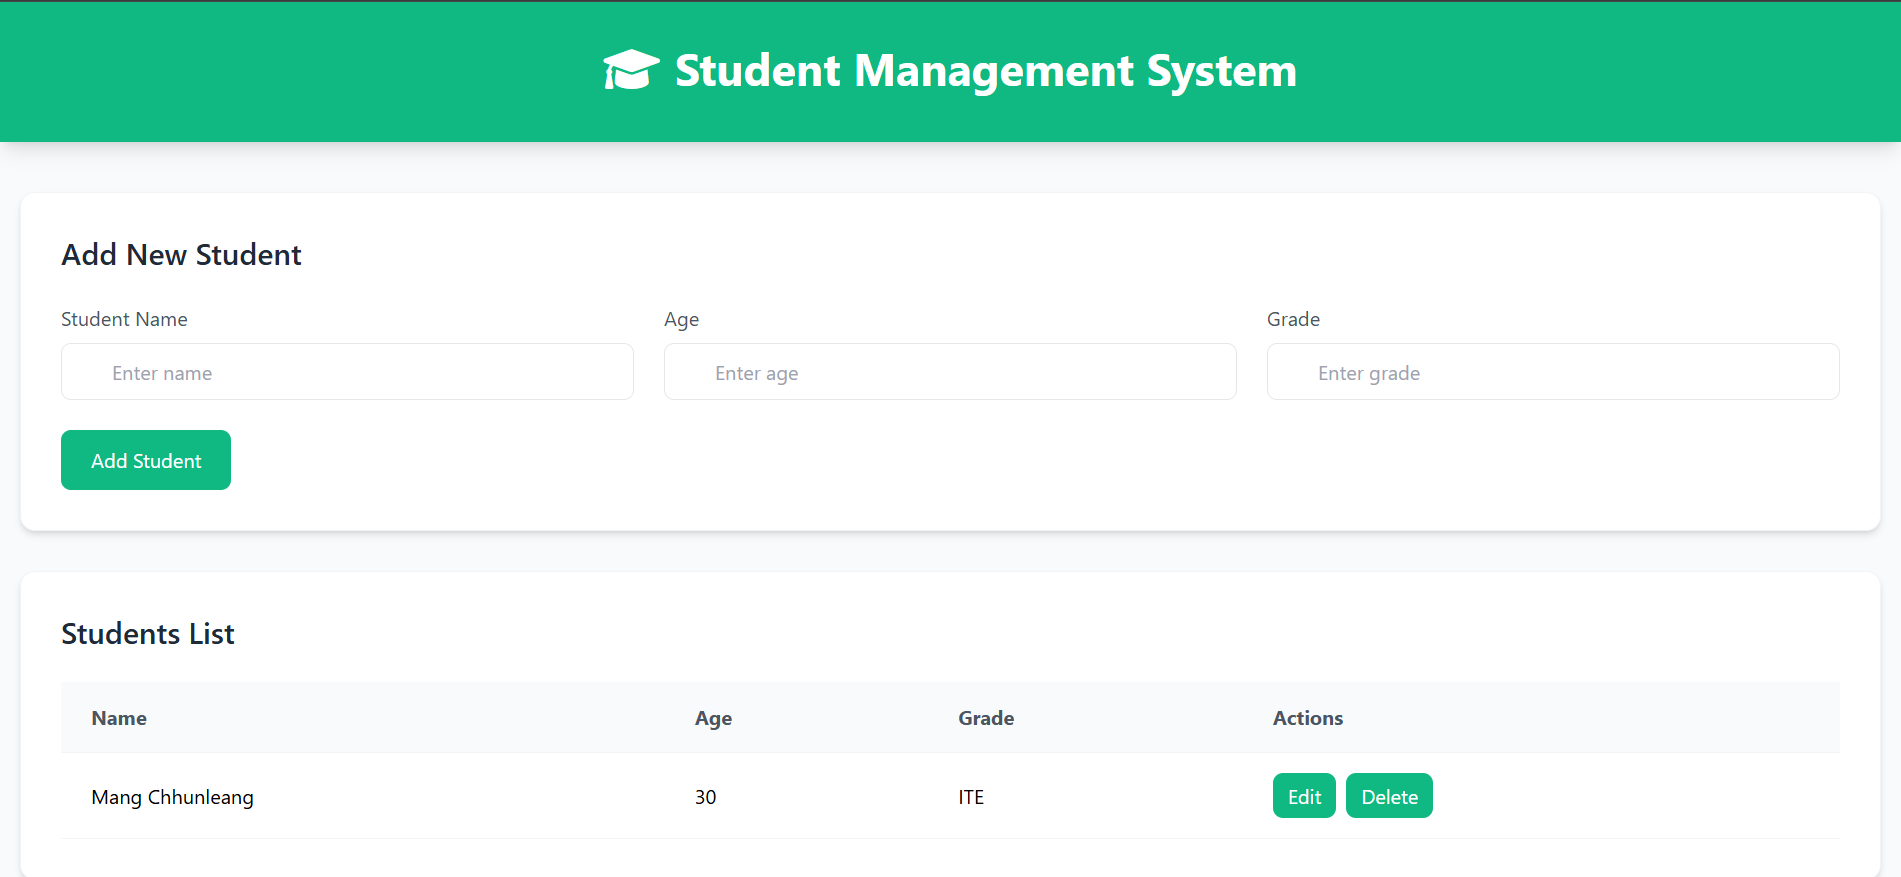 Student Management System
Add New Student
Student Name Age Grade
Enter name Enter age Enter grade
Add Student
Students List
Name Age Grade Actions
Mang Chhunleang 30 ITE Edit Delete